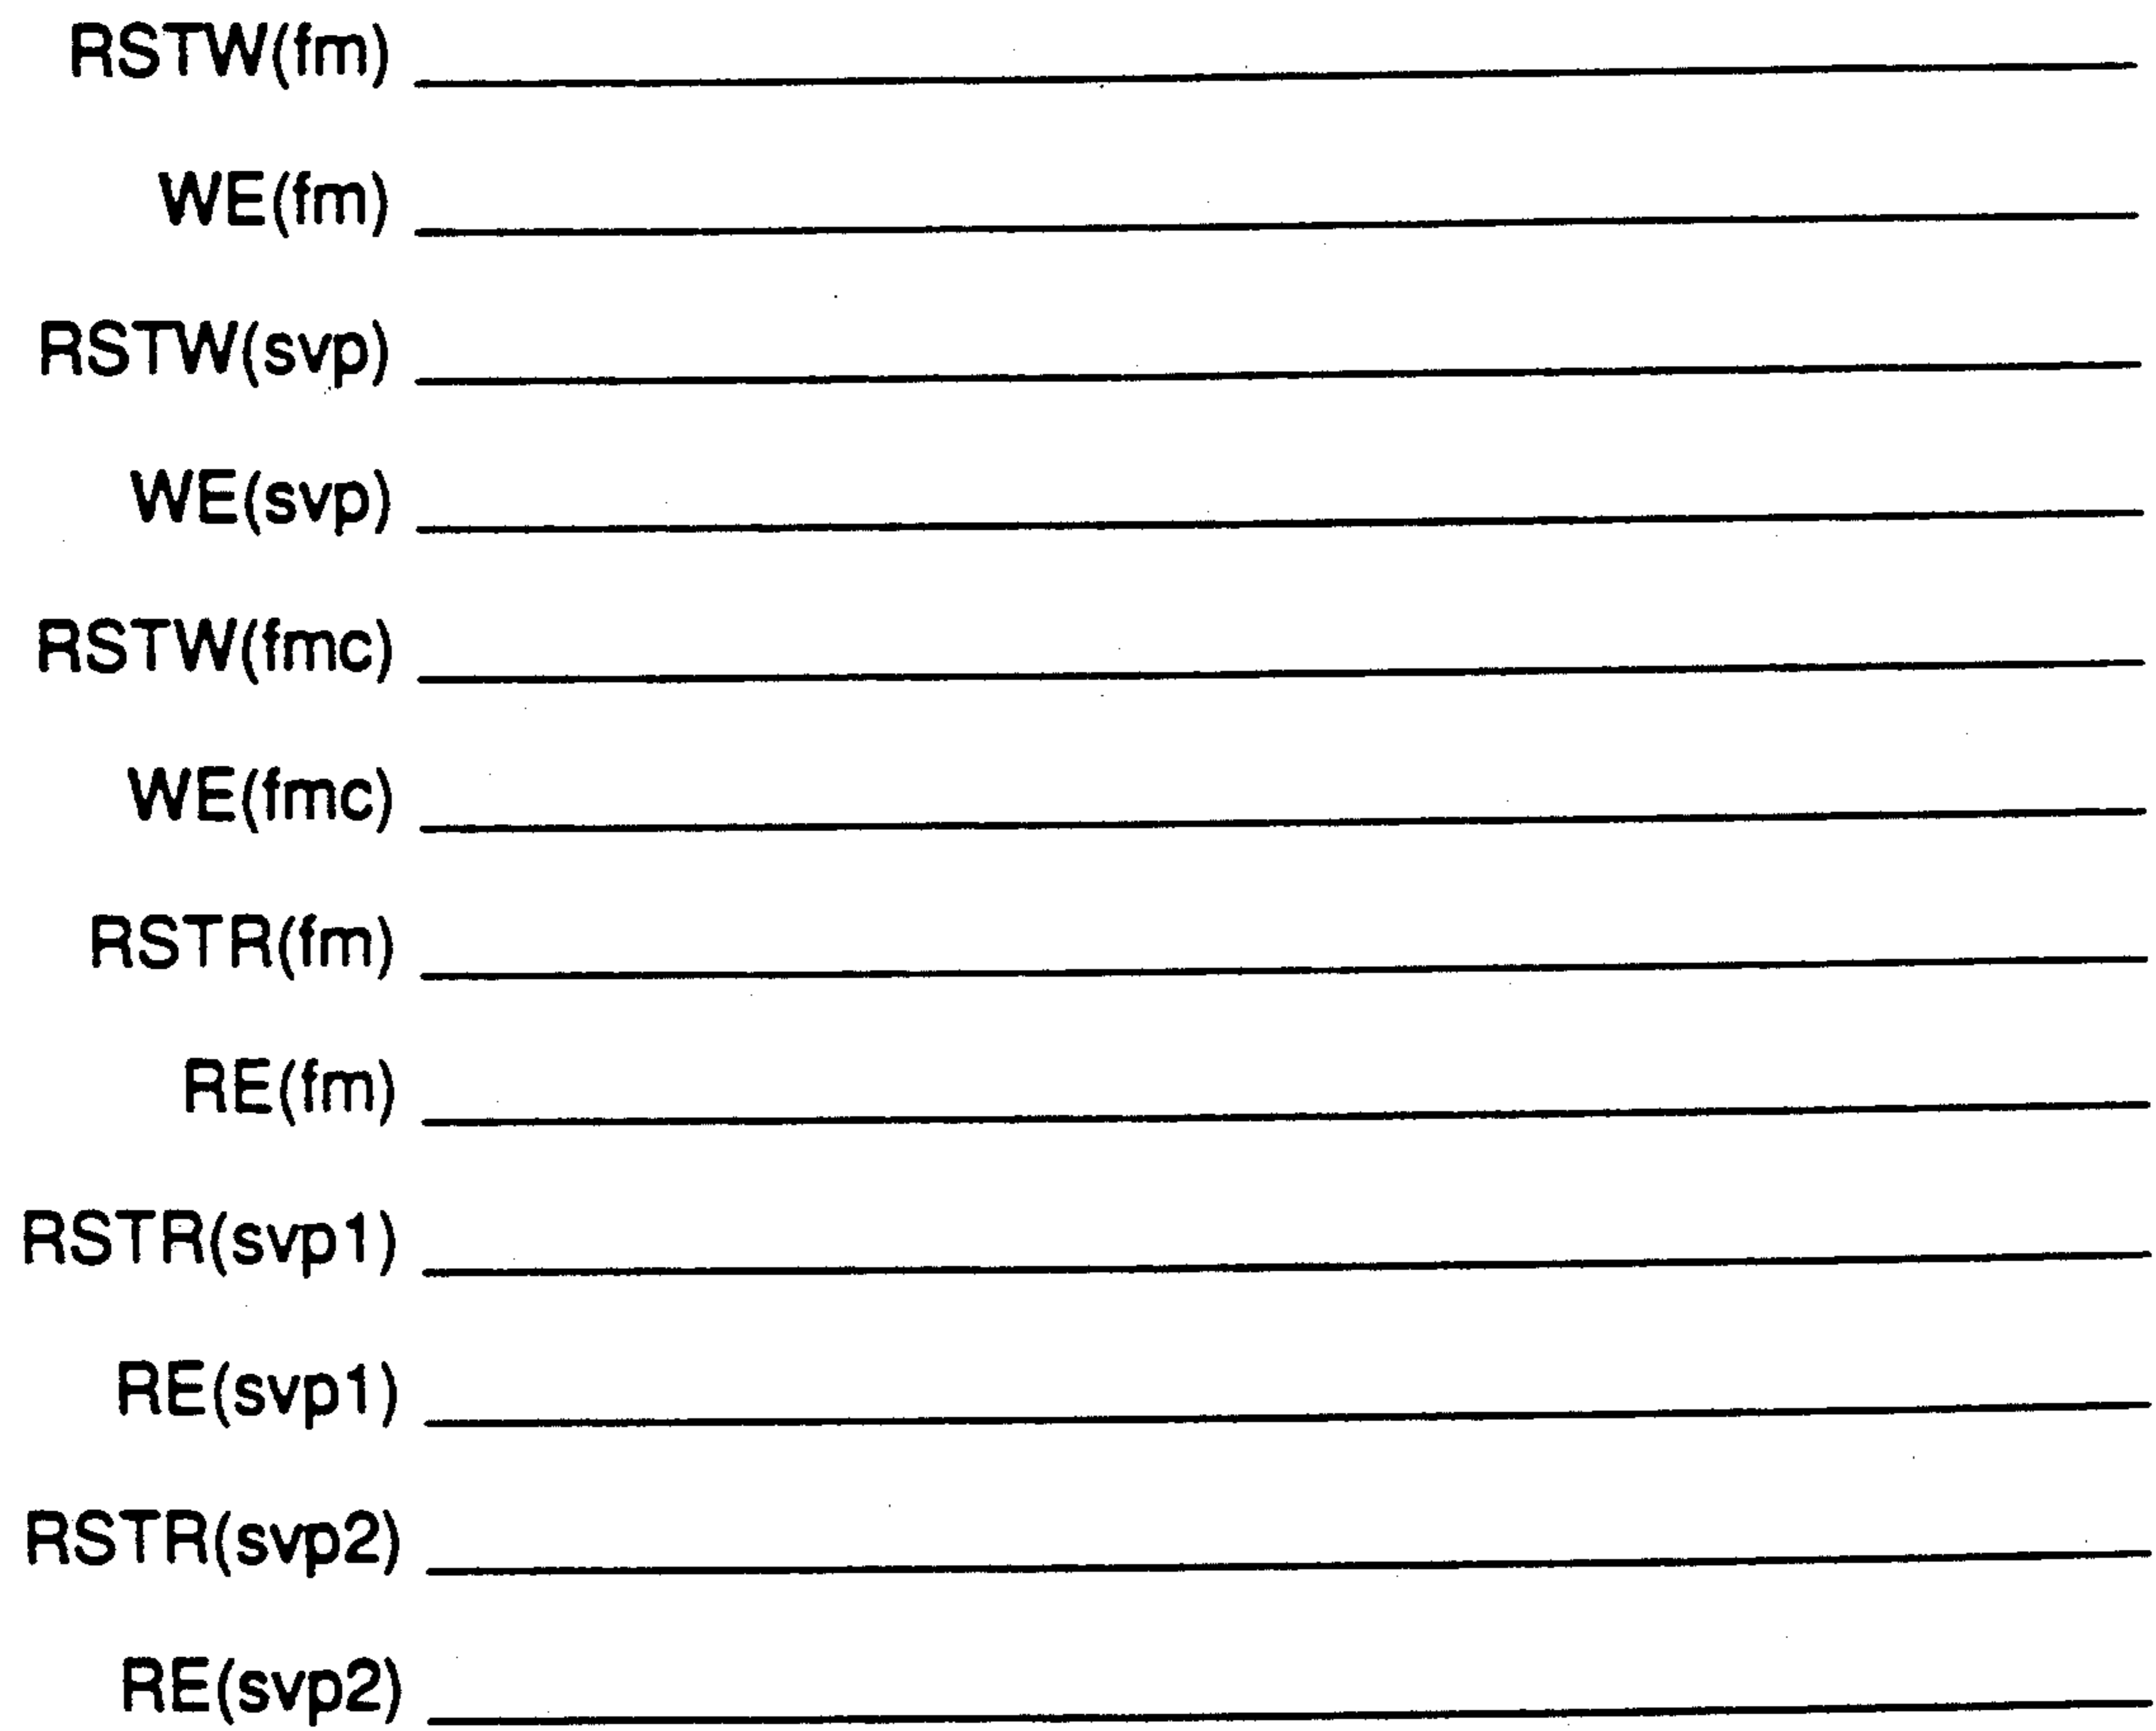 RSTW(fm)
WE(fm)
RSTW(svp)
WE(svp)
RSTW(fmc)
WE(fmc)
RSTR(fm)
RE(fm)
RSTR(svp1)
RE(svp1)
RSTR(svp2)
RE(svp2)